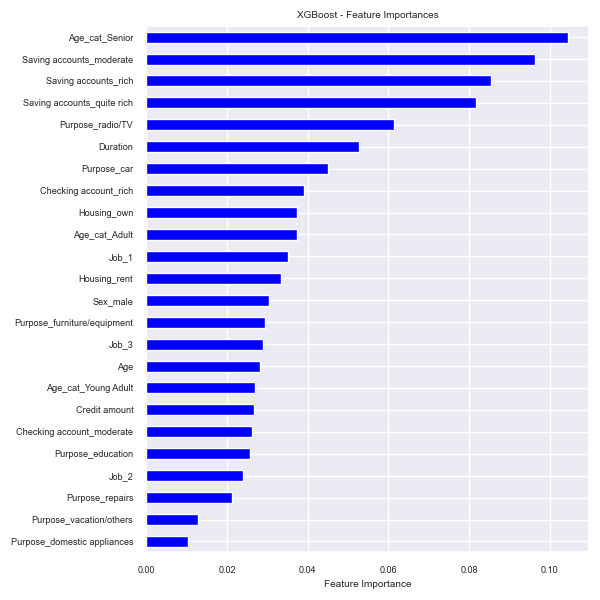 XGBoost - Feature Importances
Age_cat_Senior
Saving accounts_moderate
Saving accounts_rich
Saving accounts_quite rich
Purpose_radio/TV
Duration
Purpose_car
Checking account_rich
Housing_own
Age_cat_Adult
Job_1
Housing_rent
Sex_male
Purpose_furniture/equipment
Job_3
Age
Age_cat_Young Adult
Credit amount
Checking account_moderate
Purpose_education
Job_2
Purpose_repairs
Purpose_vacation/others
Purpose_domestic appliances
0.00 0.02 0.04 0.06 0.08 0.10
Feature Importance